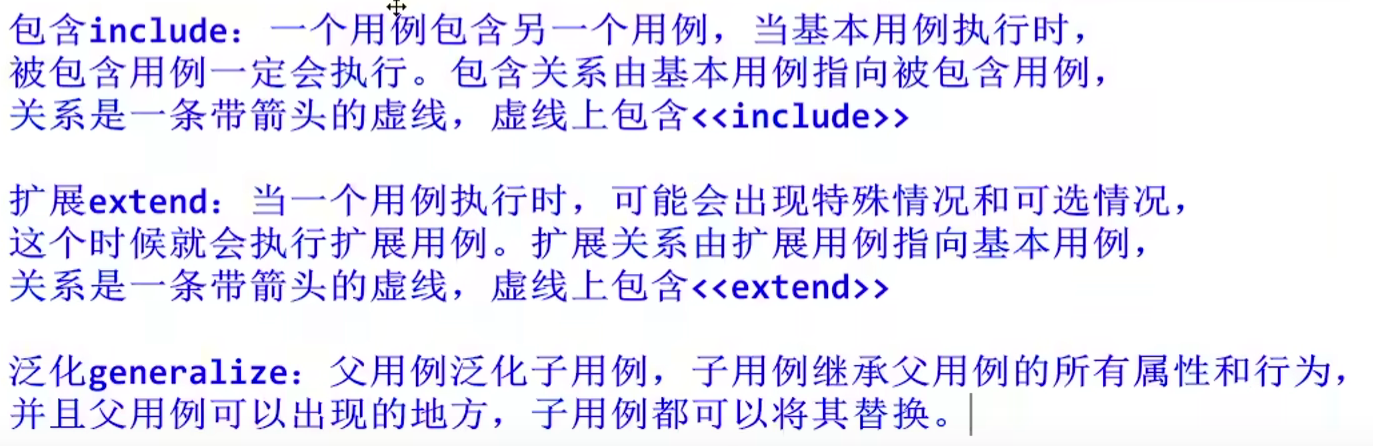 包含include：一个用例包含另一个用例，当基本用例执行时，
被包含用例一定会执行。包含关系由基本用例指向被包含用例，
关系是一条带箭头的虚线，虚线上包含<<include>>
扩展extend：当一个用例执行时，可能会出现特殊情况和可选情况，
这个时候就会执行扩展用例。扩展关系由扩展用例指向基本用例，
关系是一条带箭头的虚线，虚线上包含<<extend>>
泛化generalize：父用例泛化子用例，子用例继承父用例的所有属性和行为，
并且父用例可以出现的地方，子用例都可以将其替换。